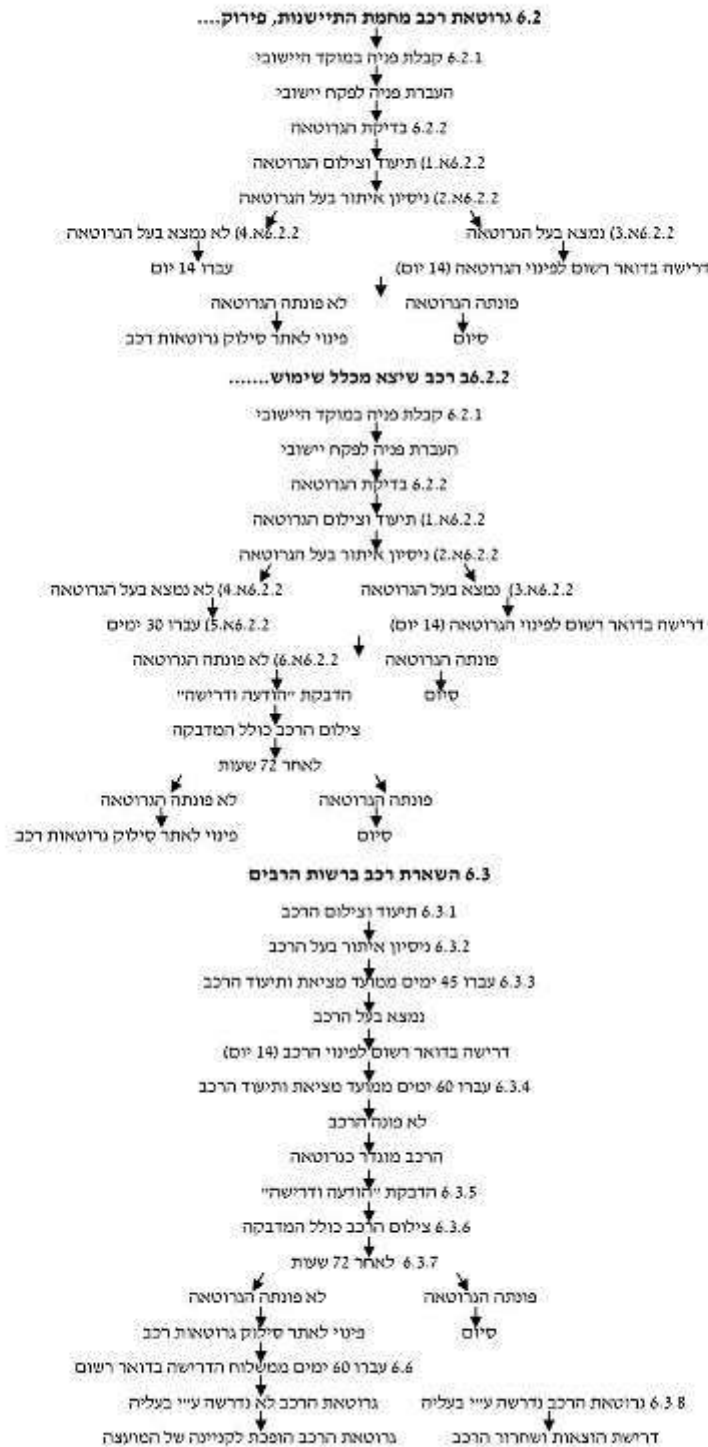 6.2 גרוטאת רכב מחמת התיישנות, פירוק....
6.2.1 קבלת פניה במוקד היישובי
העברת פניה לפקח יישובי
6.2.2 בדיקת הגרוטאה
6.2.2א.1) תיעוד וצילום הגרוטאה
6.2.2א.2) ניסיון איתור בעל הגרוטאה
6.2.2א.3) נמצא בעל הגרוטאה
6.2.2א.4) לא נמצא בעל הגרוטאה
דרישה בדואר רשום לפינוי הגרוטאה (14 יום)
עברו 14 יום
פונתה הגרוטאה
לא פונתה הגרוטאה
סיום
פינוי לאתר סילוק גרוטאות רכב
6.2.2ב רכב שיצא מכלל שימוש.......
6.2.1 קבלת פניה במוקד היישובי
העברת פניה לפקח יישובי
6.2.2 בדיקת הגרוטאה
6.2.2א.1) תיעוד וצילום הגרוטאה
6.2.2א.2) ניסיון איתור בעל הגרוטאה
6.2.2א.3) נמצא בעל הגרוטאה
6.2.2א.4) לא נמצא בעל הגרוטאה
דרישה בדואר רשום לפינוי הגרוטאה (14 יום)
6.2.2א.5) עברו 30 ימים
פונתה הגרוטאה
6.2.2א.6) לא פונתה הגרוטאה
סיום
הדבקת "הודעה ודרישה"
צילום הרכב כולל המדבקה
לאחר 72 שעות
פונתה הגרוטאה
לא פונתה הגרוטאה
סיום
פינוי לאתר סילוק גרוטאות רכב
6.3 השארת רכב ברשות הרבים
6.3.1 תיעוד וצילום הרכב
6.3.2 ניסיון איתור בעל הרכב
6.3.3 עברו 45 ימים ממועד מציאת ותיעוד הרכב
נמצא בעל הרכב
דרישה בדואר רשום לפינוי הרכב (14 יום)
6.3.4 עברו 60 ימים ממועד מציאת ותיעוד הרכב
לא פונה הרכב
הרכב מוגדר כגרוטאה
6.3.5 הדבקת "הודעה ודרישה"
6.3.6 צילום הרכב כולל המדבקה
6.3.7 לאחר 72 שעות
פונתה הגרוטאה
לא פונתה הגרוטאה
סיום
פינוי לאתר סילוק גרוטאות רכב
6.6 עברו 60 ימים ממשלוח הדרישה בדואר רשום
6.3.8 גרוטאת הרכב נדרשה ע"י בעליה
גרוטאת הרכב לא נדרשה ע"י בעליה
דרישת הוצאות ושחרור הרכב
גרוטאת הרכב הופכת לקניינה של המועצה